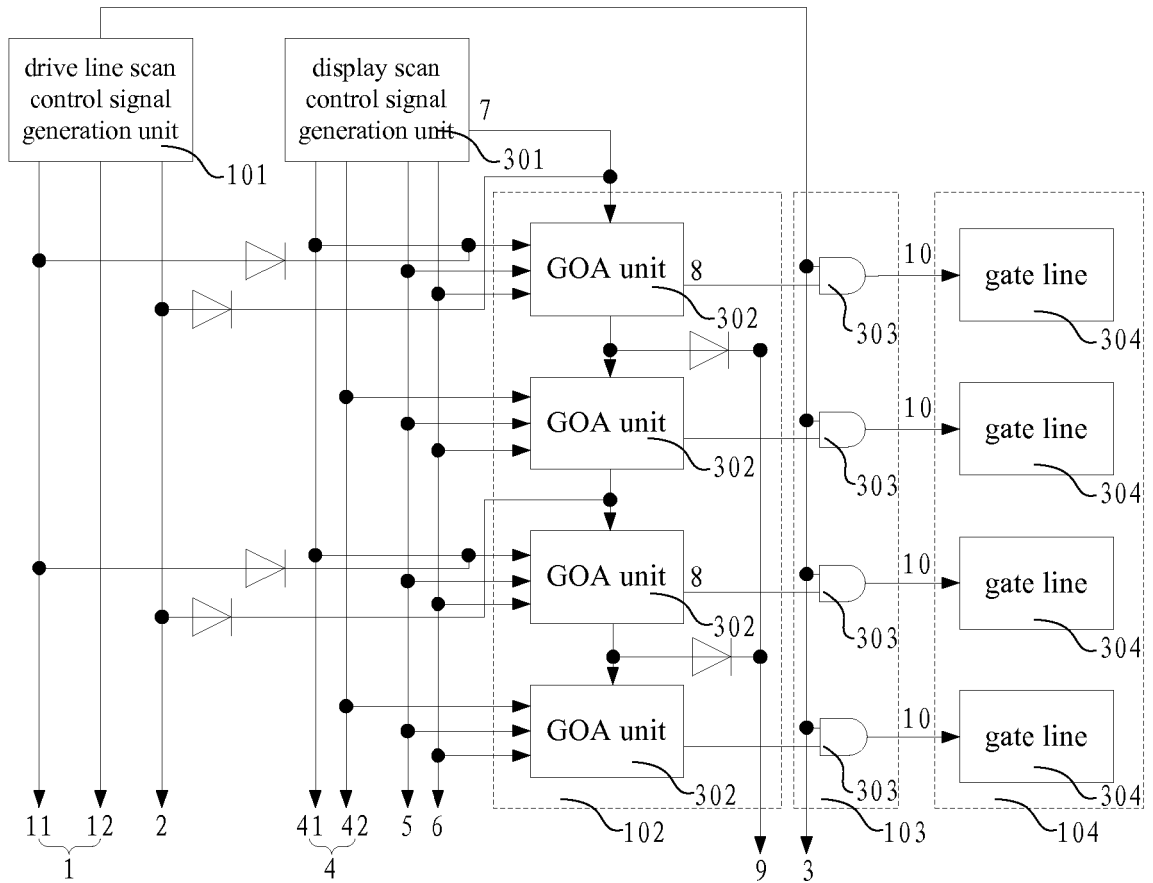 drive line scan
control signal
generation unit
101
display scan
control signal
generation unit
301
7
GOA unit
302
8
303
10
gate line
304
GOA unit
302
303
10
gate line
304
GOA unit
302
8
303
10
gate line
304
GOA unit
302
303
10
gate line
304
11 12 2 41 42 5 6
102 103 104
1 4 9 3